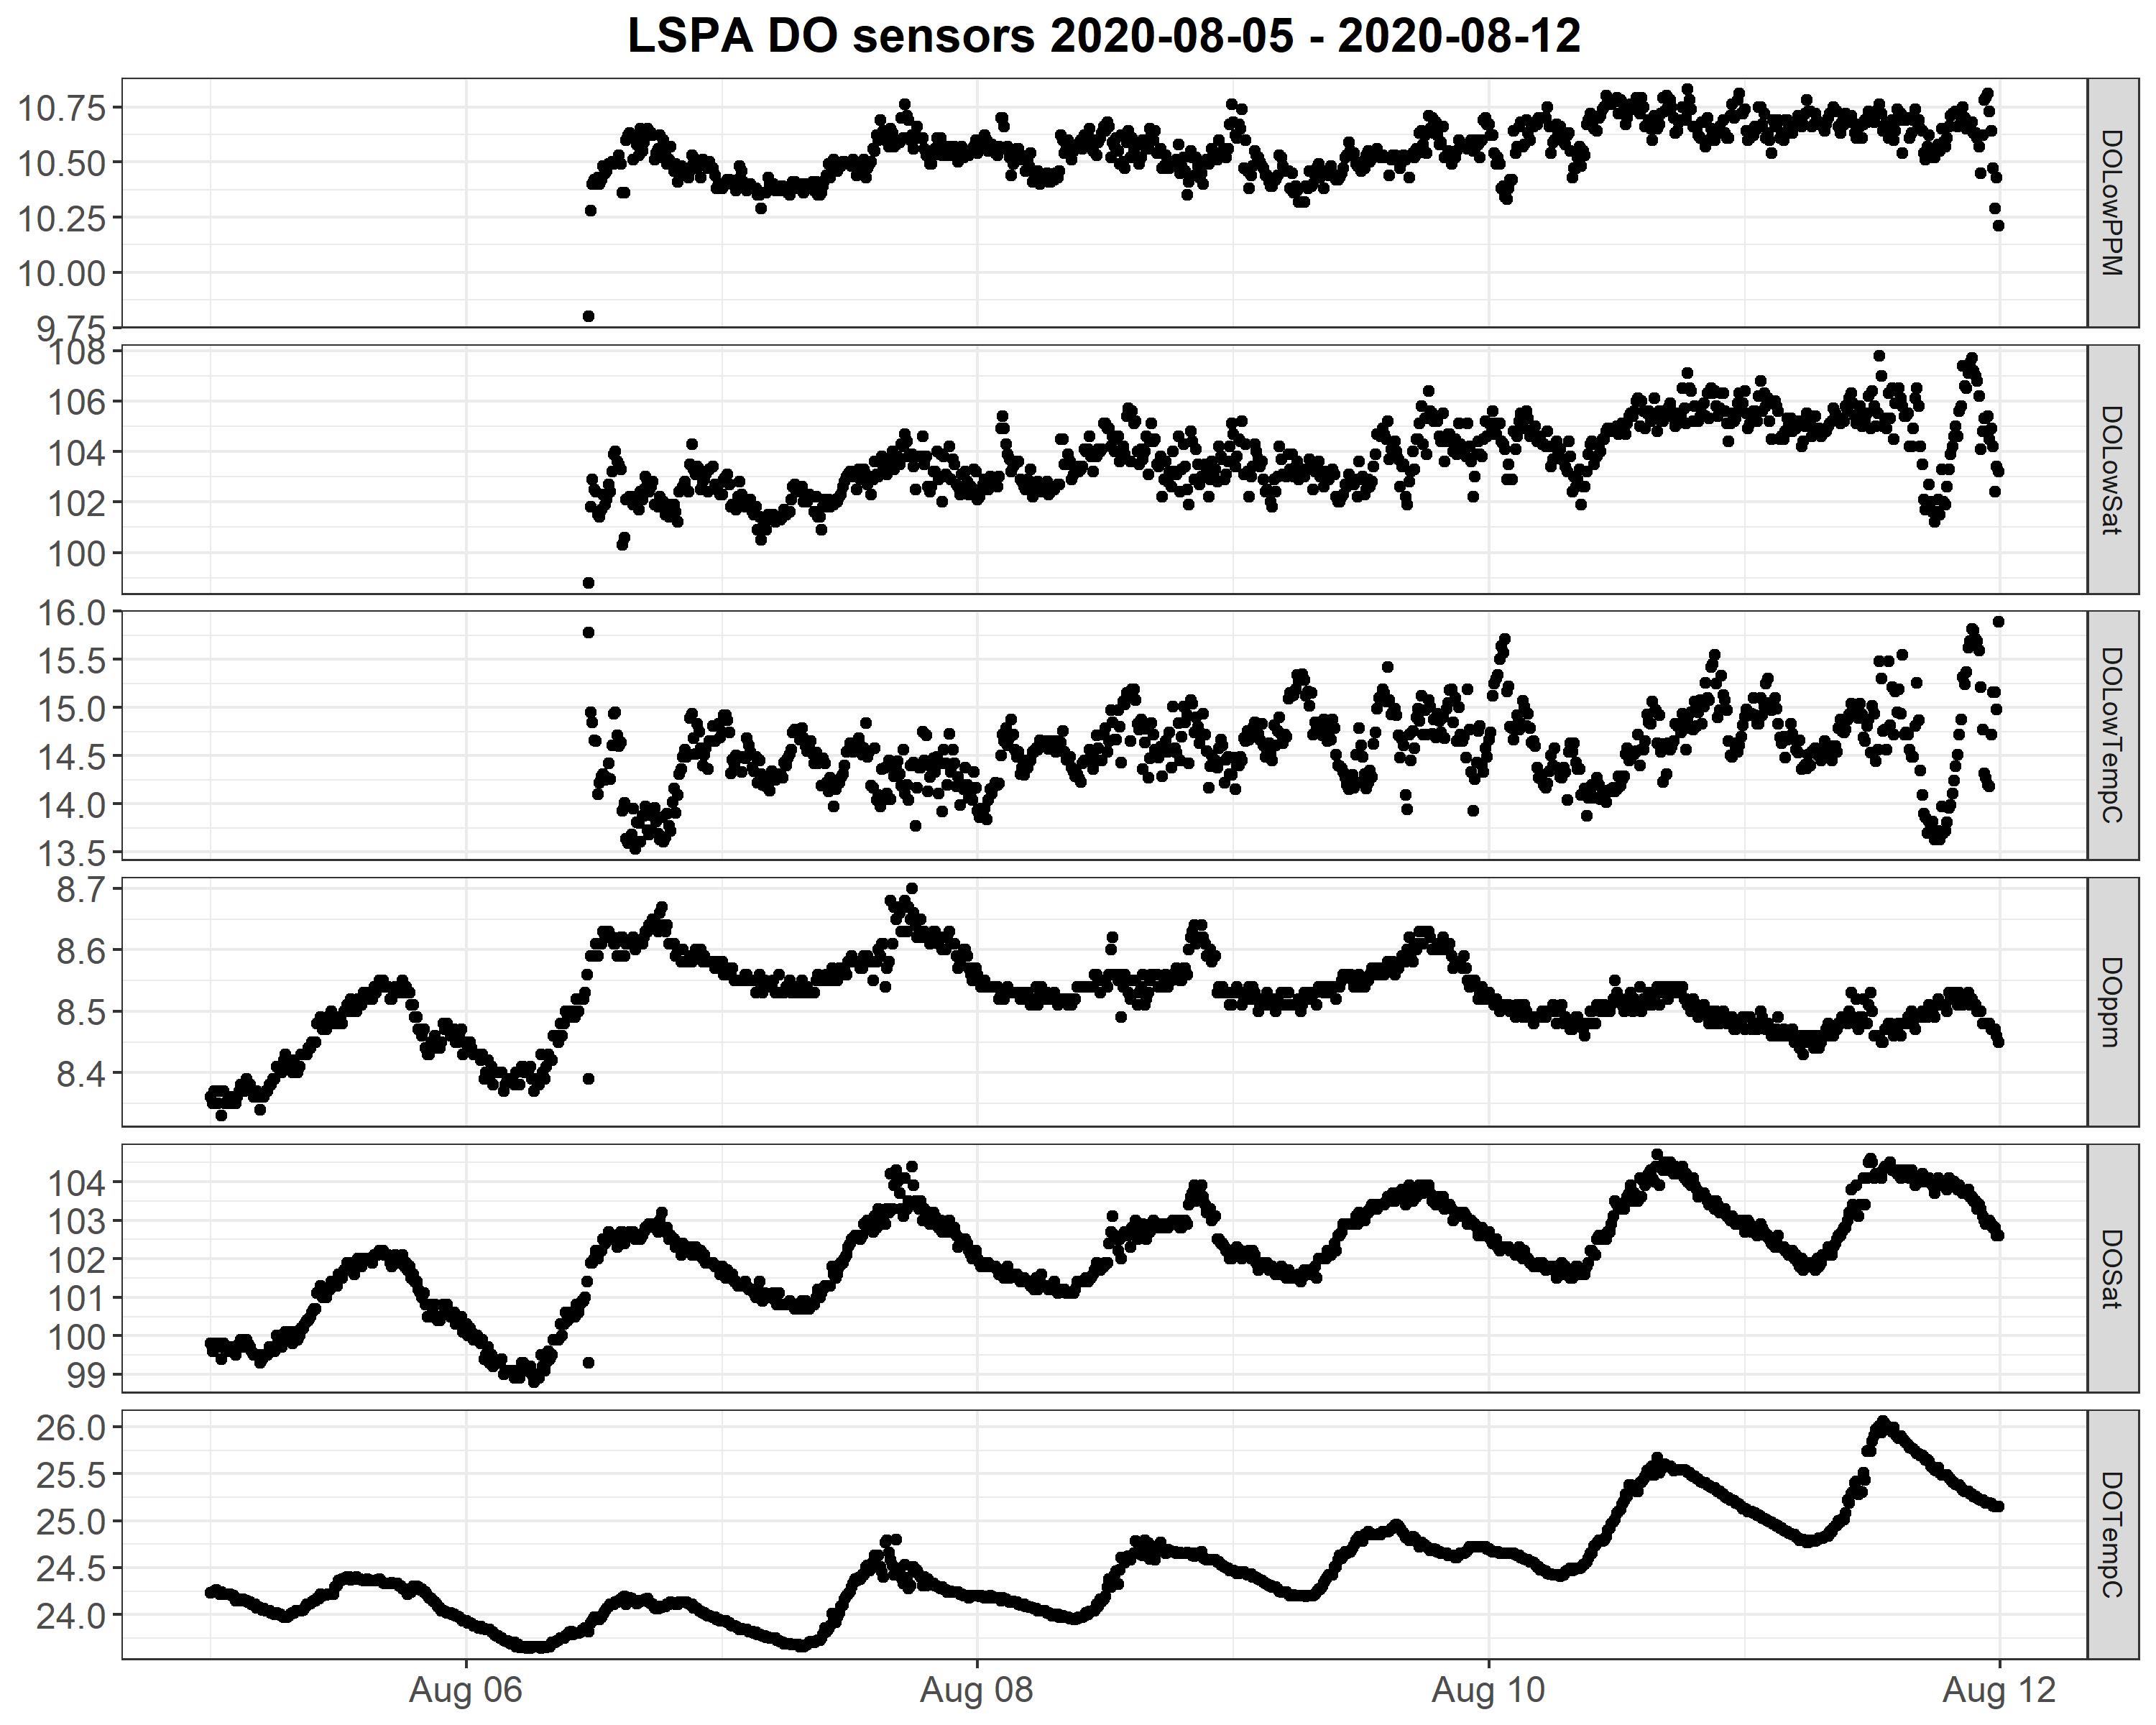 LSPA DO sensors 2020-08-05 - 2020-08-12
10.75
10.50
10.25
10.00
9.75
DOLowPPM
108
106
104
102
100
DOLowSat
16.0
15.5
15.0
14.5
14.0
13.5
DOLowTempC
8.7
8.6
8.5
8.4
DOppm
104
103
102
101
100
99
DOSat
26.0
25.5
25.0
24.5
24.0
DOTempC
Aug 06
Aug 08
Aug 10
Aug 12